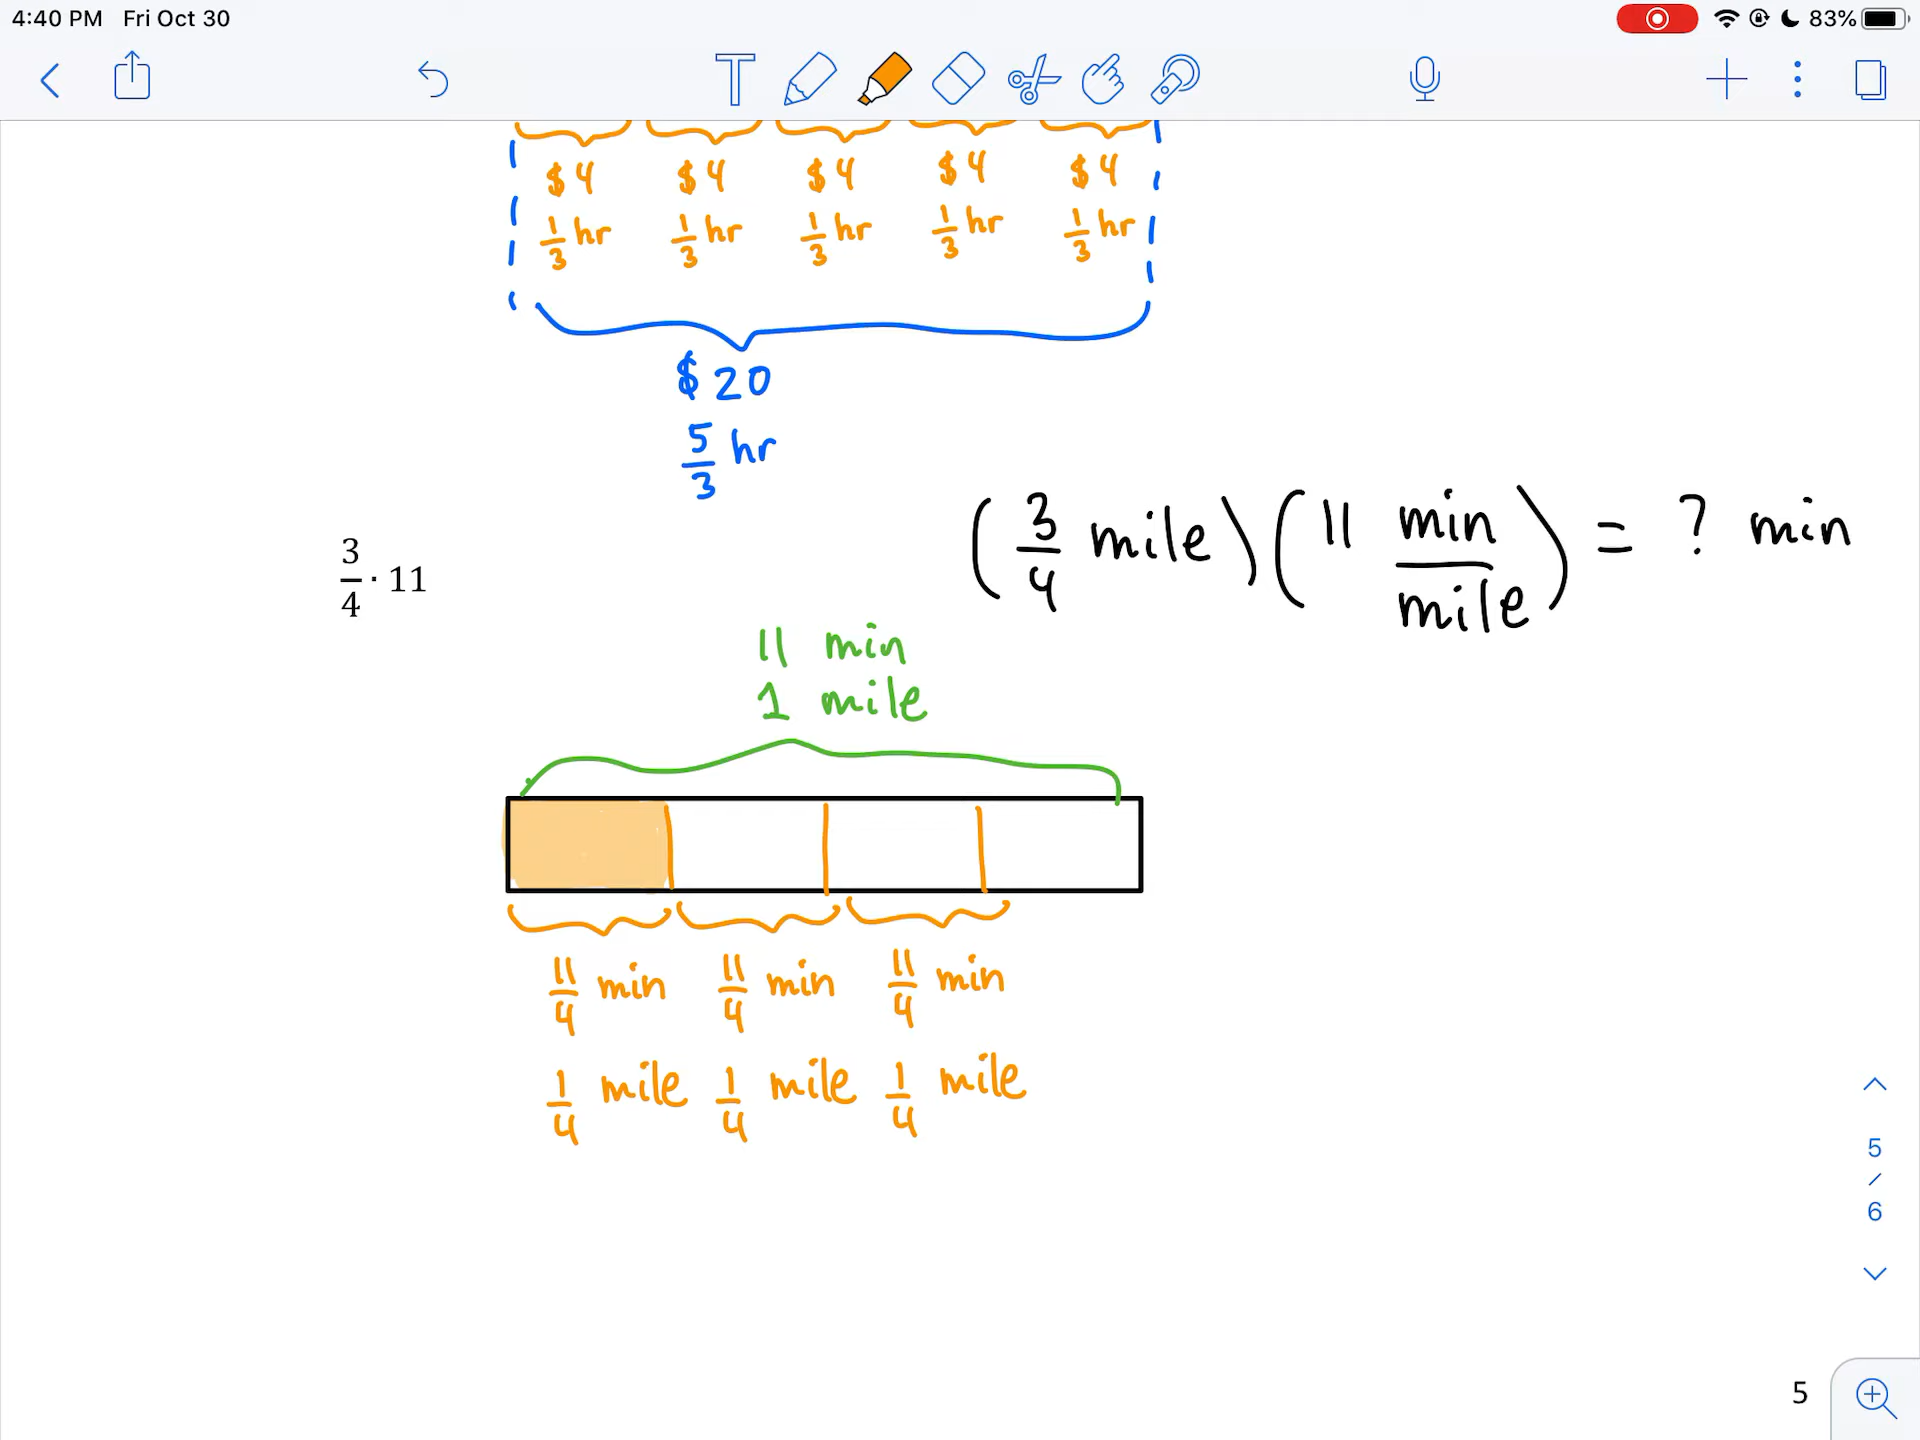 4:40 PM Fri Oct 30
83%
$4 $4 $4 $4 $4
1/3 hr 1/3 hr 1/3 hr 1/3 hr 1/3 hr
$20
5/3 hr
3/4 · 11
(3/4 mile)(11 min/mile) = ? min
11 min
1 mile
11/4 min 11/4 min 11/4 min
1/4 mile 1/4 mile 1/4 mile
5
/
6
5